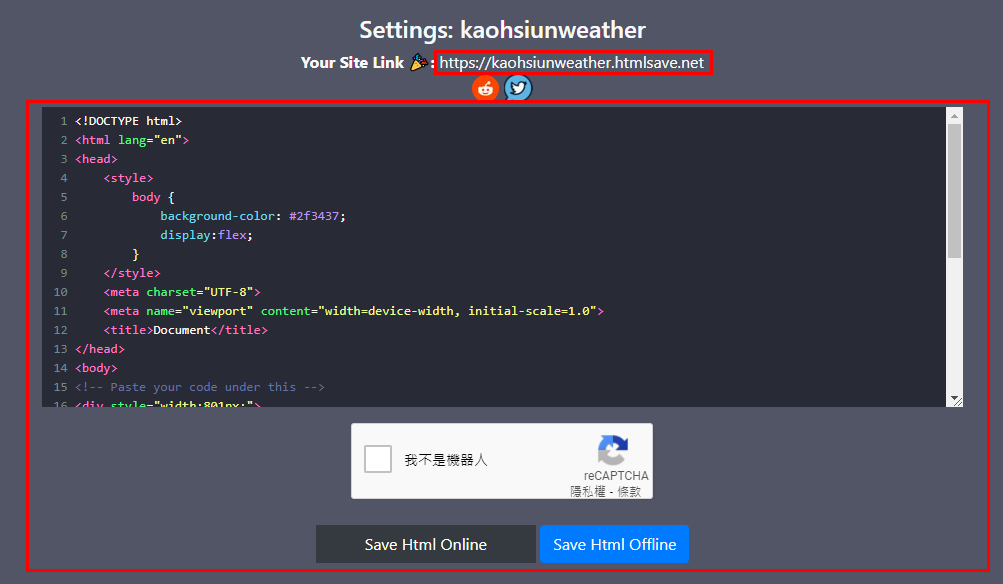 Settings: kaohsiunweather
Your Site Link 🎉: https://kaohsiunweather.htmlsave.net
1 <!DOCTYPE html>
2 <html lang="en">
3 <head>
4     <style>
5         body {
6             background-color: #2f3437;
7             display:flex;
8         }
9     </style>
10     <meta charset="UTF-8">
11     <meta name="viewport" content="width=device-width, initial-scale=1.0">
12     <title>Document</title>
13 </head>
14 <body>
15 <!-- Paste your code under this -->
16 <div style="width:801px;">
我不是機器人
reCAPTCHA
隱私權 - 條款
Save Html Online
Save Html Offline